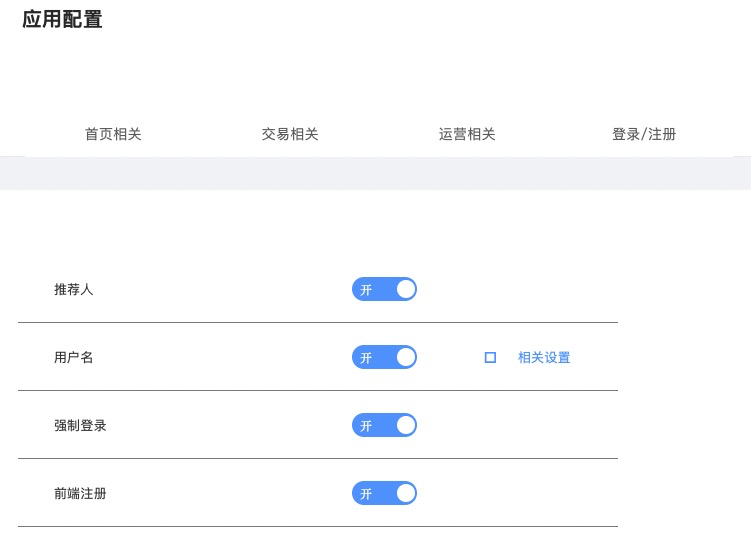 应用配置
首页相关 交易相关 运营相关 登录/注册
推荐人 开
用户名 开 相关设置
强制登录 开
前端注册 开